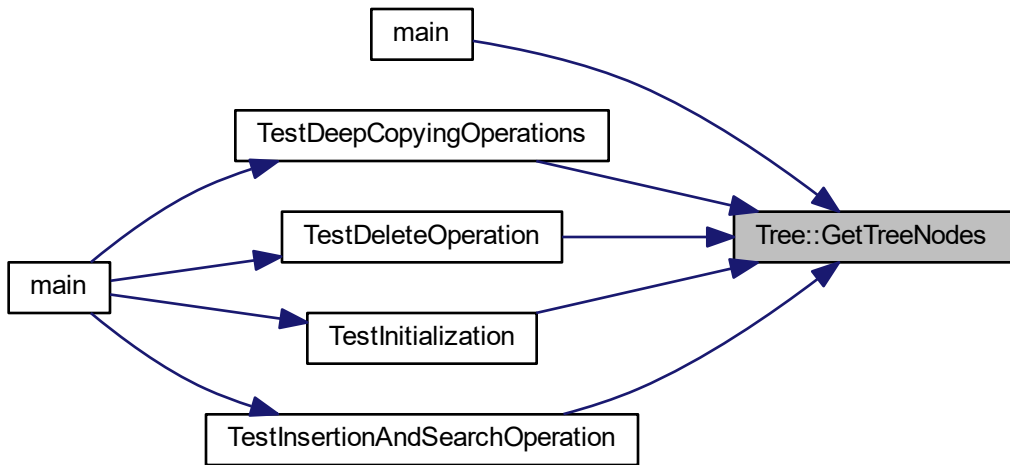 main
TestDeepCopyingOperations
TestDeleteOperation
Tree::GetTreeNodes
main
TestInitialization
TestInsertionAndSearchOperation